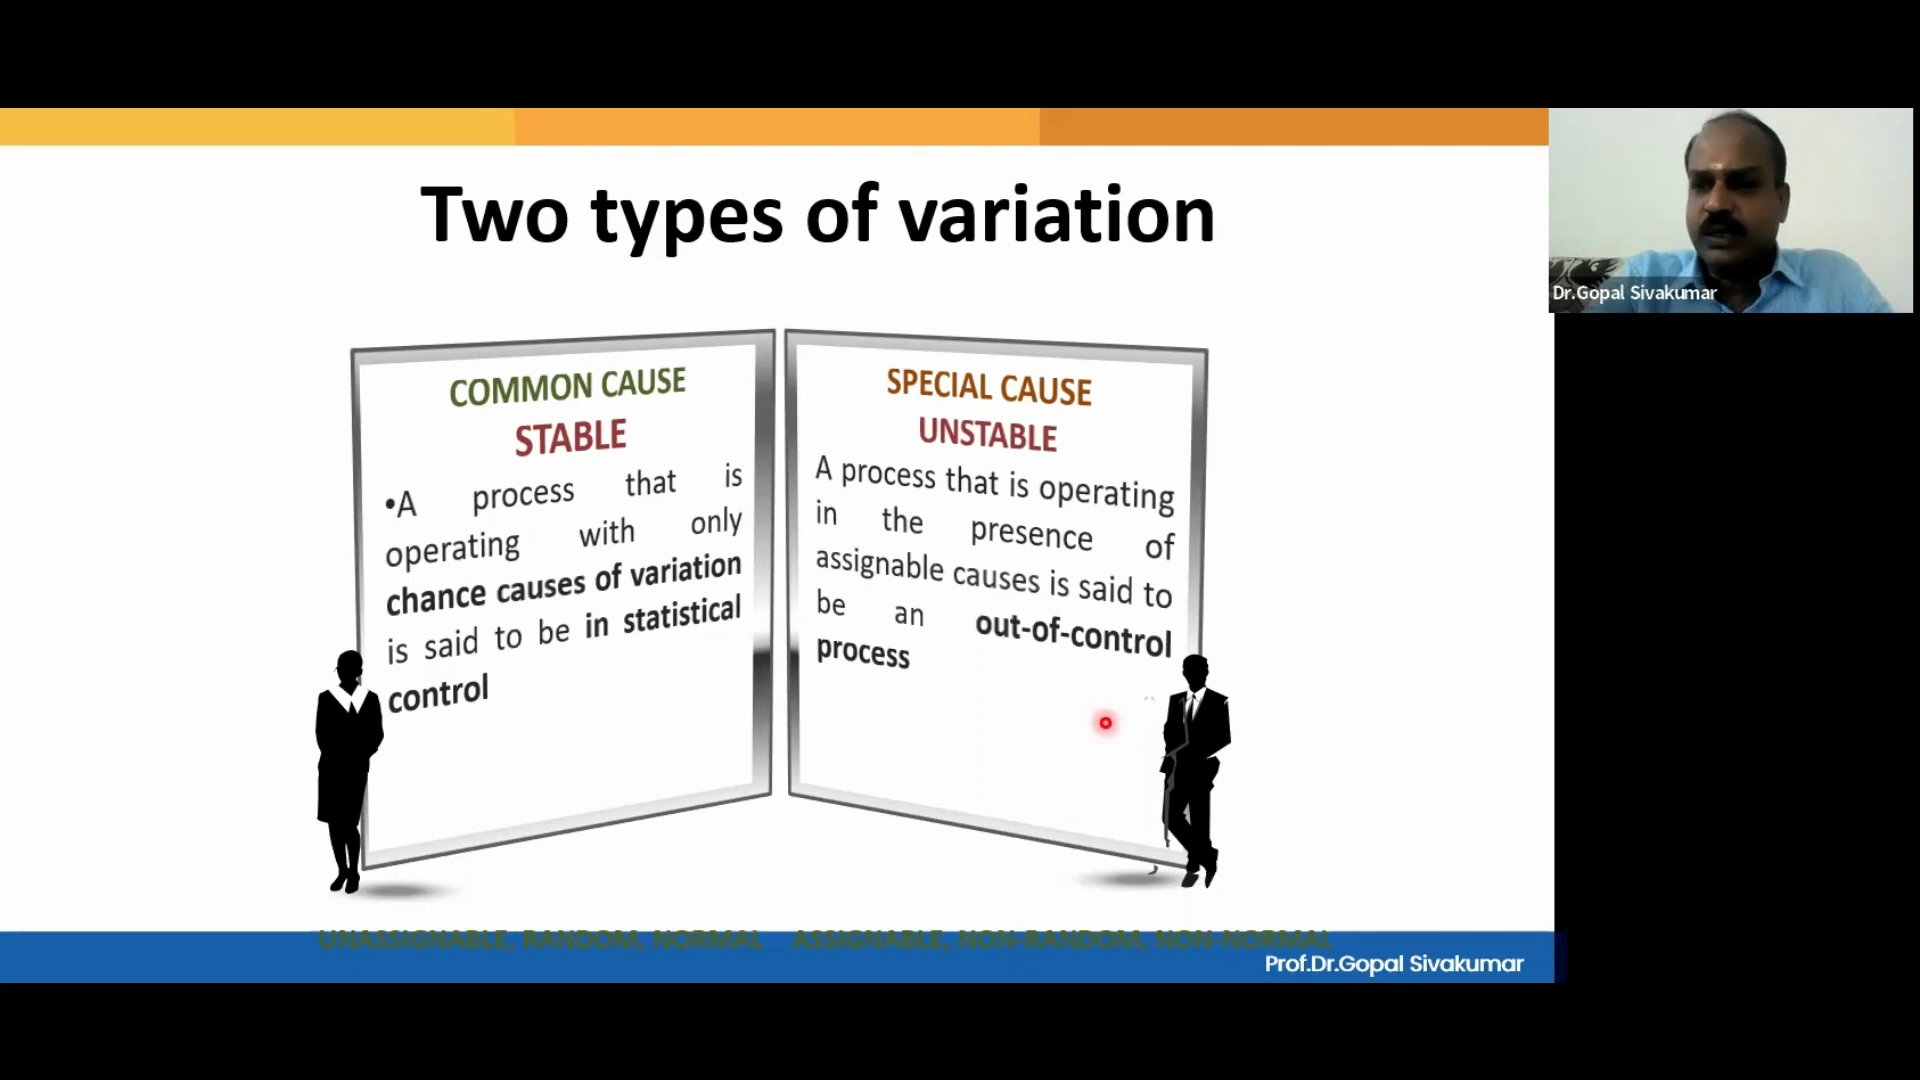 Two types of variation
COMMON CAUSE
STABLE
•A process that is
operating with only
chance causes of variation
is said to be in statistical
control
SPECIAL CAUSE
UNSTABLE
A process that is operating
in the presence of
assignable causes is said to
be an out-of-control
process
UNASSIGNABLE, RANDOM, NORMAL ASSIGNABLE, NON-RANDOM, NON-NORMAL
Prof.Dr.Gopal Sivakumar
Dr.Gopal Sivakumar